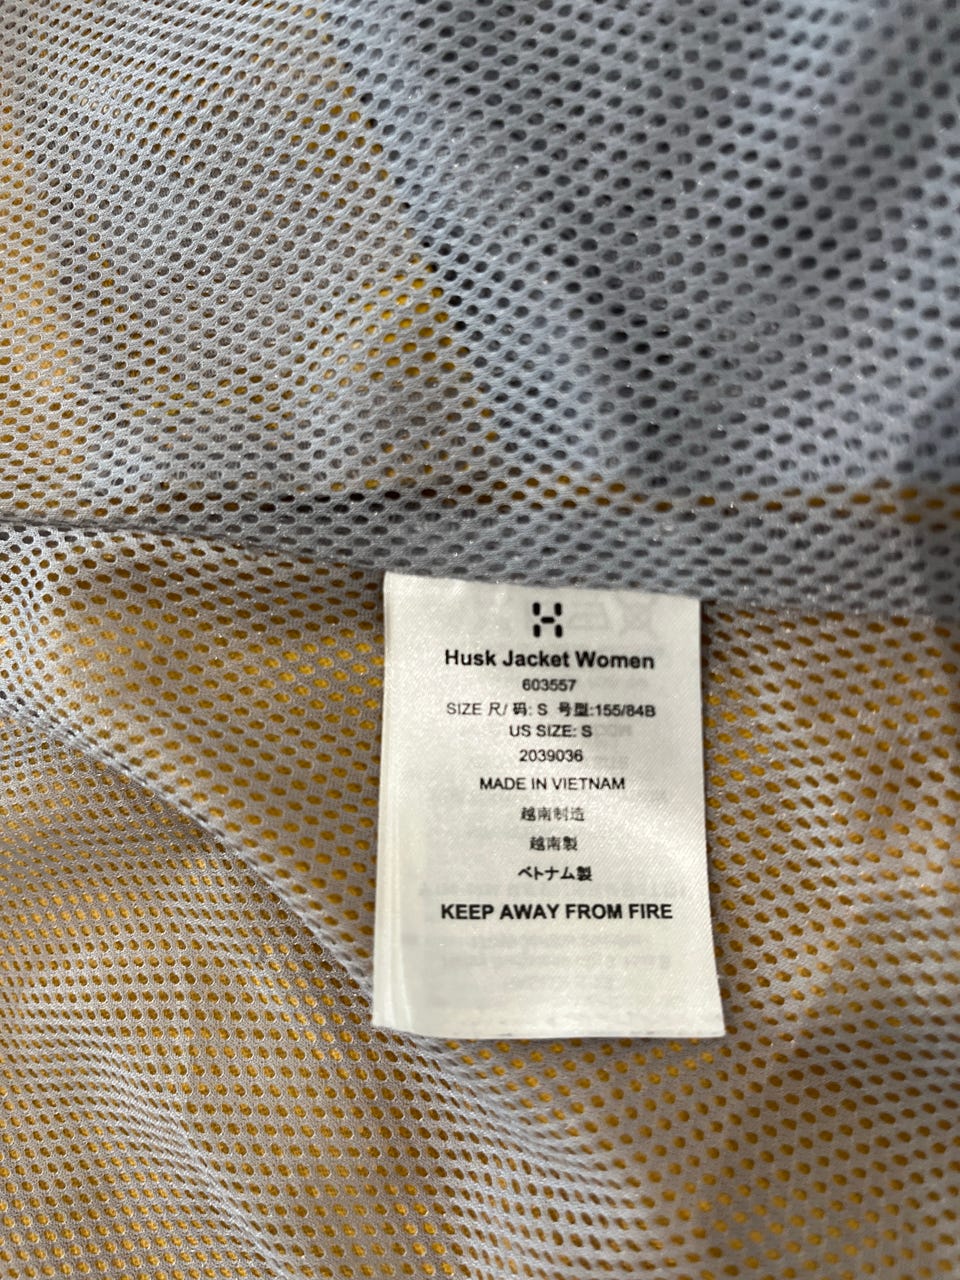 Husk Jacket Women
603557
SIZE 尺/ 码: S 号型:155/84B
US SIZE: S
2039036
MADE IN VIETNAM
越南制造
越南製
ベトナム製
KEEP AWAY FROM FIRE